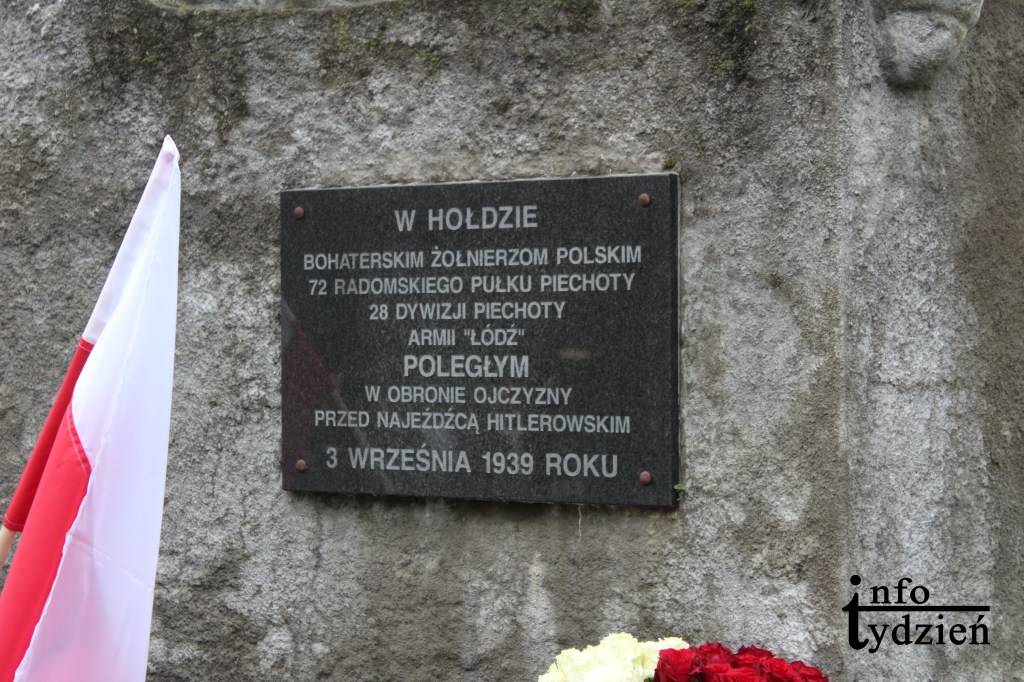 W HOŁDZIE
BOHATERSKIM ŻOŁNIERZOM POLSKIM
72 RADOMSKIEGO PUŁKU PIECHOTY
28 DYWIZJI PIECHOTY
ARMII "ŁÓDŹ"
POLEGŁYM
W OBRONIE OJCZYZNY
PRZED NAJEŹDŹCĄ HITLEROWSKIM
3 WRZEŚNIA 1939 ROKU
info
tydzień